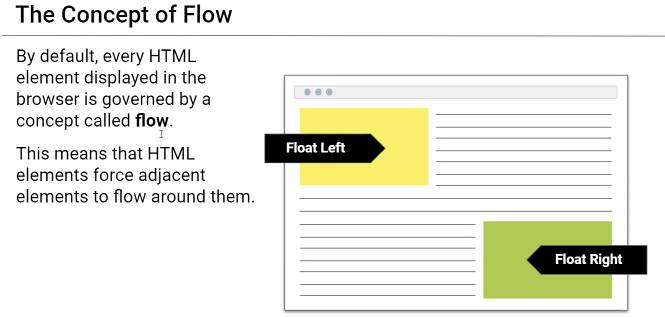 The Concept of Flow
By default, every HTML
element displayed in the
browser is governed by a
concept called flow.
This means that HTML
elements force adjacent
elements to flow around them.
Float Left
Float Right